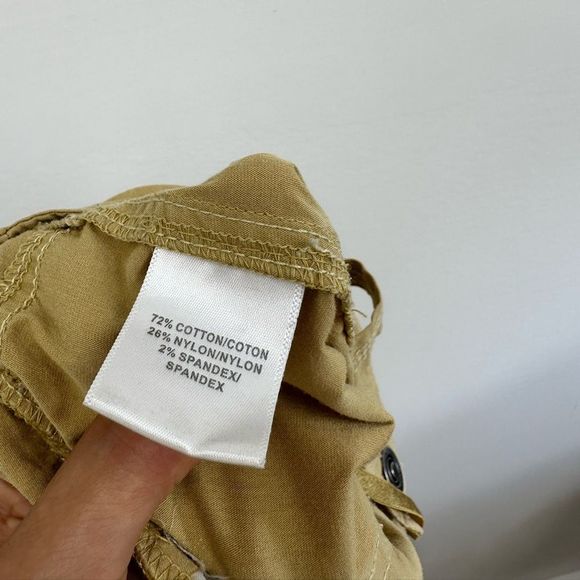 72% COTTON/COTON
26% NYLON/NYLON
2% SPANDEX/
SPANDEX